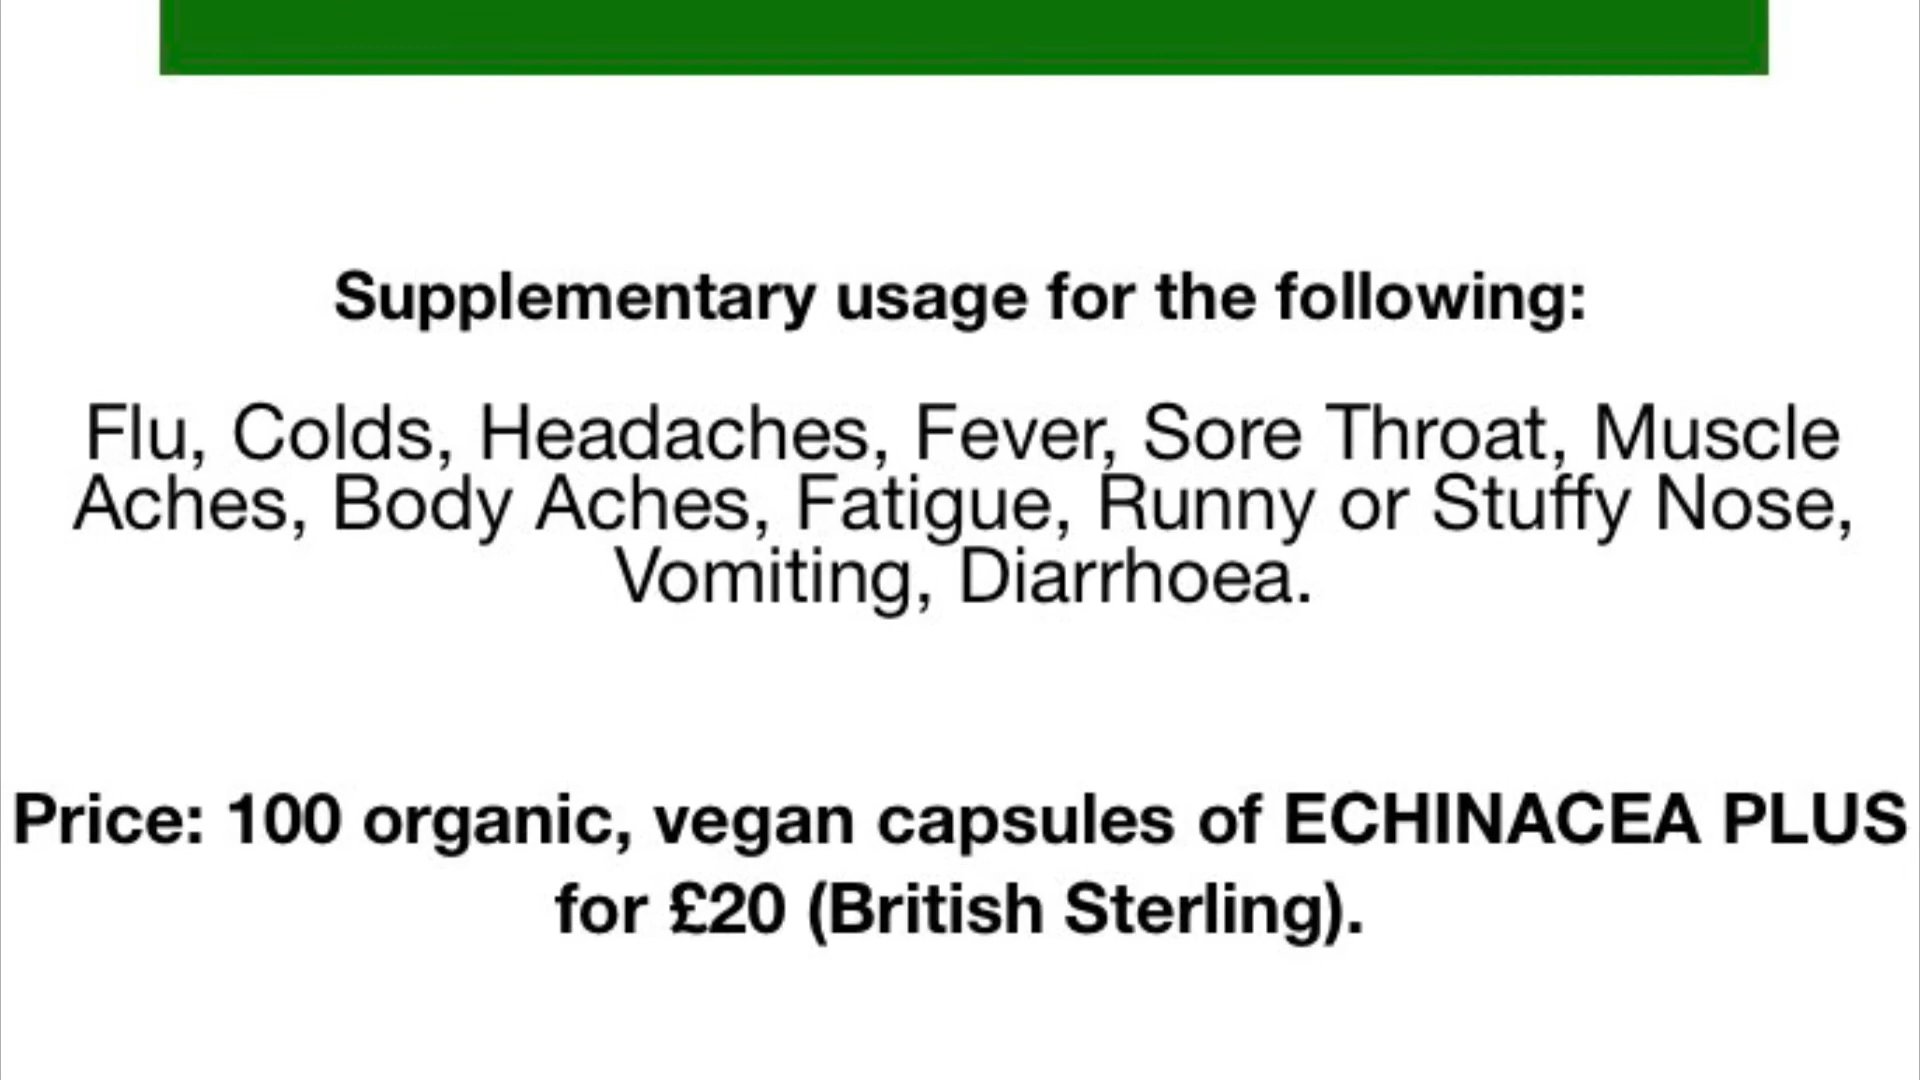 Supplementary usage for the following:
Flu, Colds, Headaches, Fever, Sore Throat, Muscle
Aches, Body Aches, Fatigue, Runny or Stuffy Nose,
Vomiting, Diarrhoea.
Price: 100 organic, vegan capsules of ECHINACEA PLUS
for £20 (British Sterling).